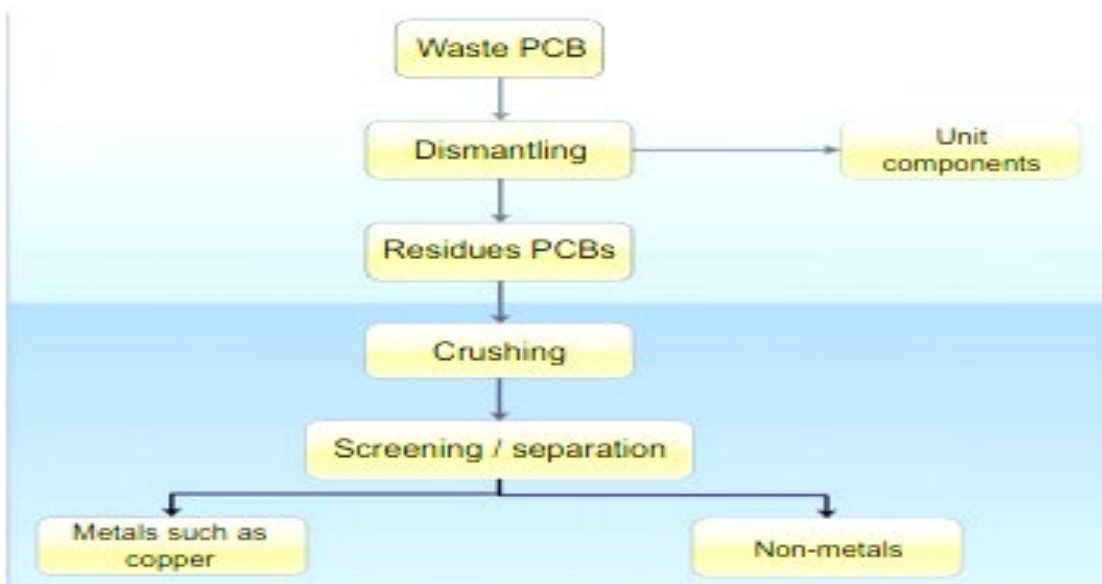 Waste PCB
Dismantling
Unit
components
Residues PCBs
Crushing
Screening / separation
Metals such as
copper
Non-metals